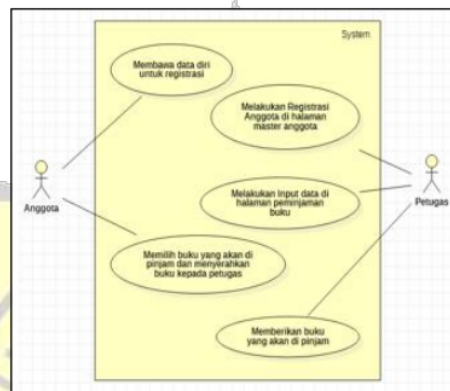 System
Membawa data diri
untuk registrasi
Melakukan Registrasi
Anggota di halaman
master anggota
Anggota
Petugas
Melakukan Input data di
halaman peminjaman
buku
Memilih buku yang akan di
pinjam dan menyerahkan
buku kepada petugas
Memberikan buku
yang akan di pinjam